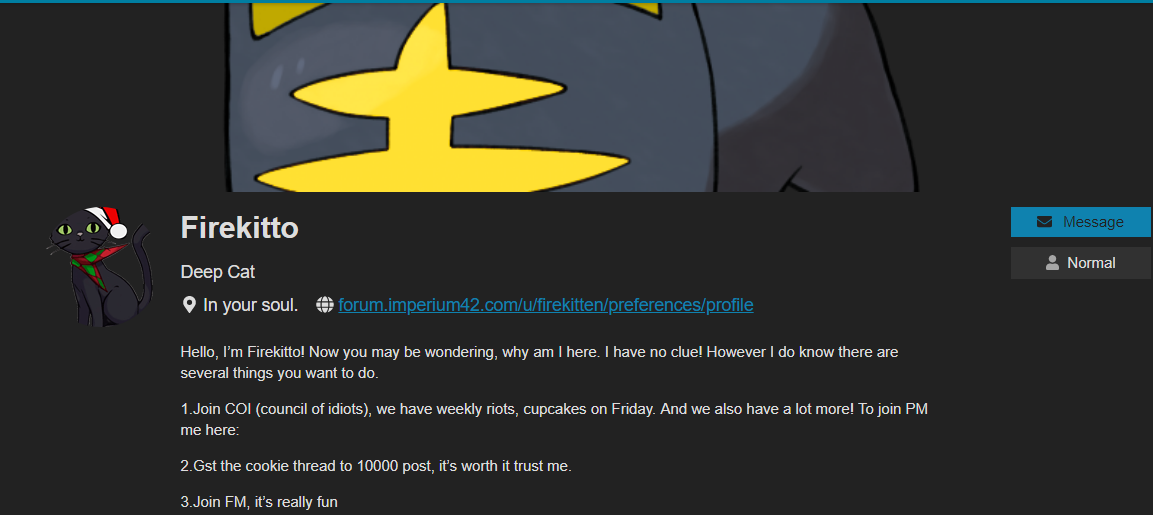 Firekitto
Message
Normal
Deep Cat
In your soul. forum.imperium42.com/u/firekitten/preferences/profile
Hello, I'm Firekitto! Now you may be wondering, why am I here. I have no clue! However I do know there are
several things you want to do.
1.Join COI (council of idiots), we have weekly riots, cupcakes on Friday. And we also have a lot more! To join PM
me here:
2.Gst the cookie thread to 10000 post, it's worth it trust me.
3.Join FM, it's really fun